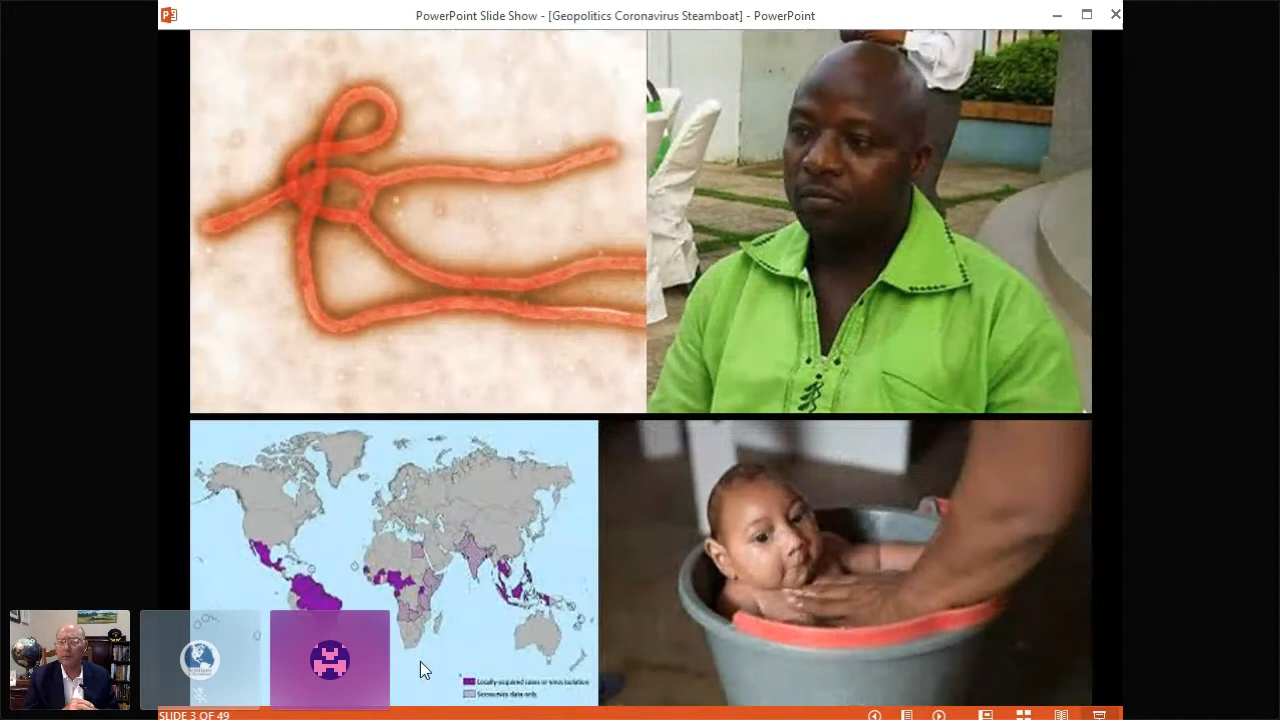 PowerPoint Slide Show - [Geopolitics Coronavirus Steamboat] - PowerPoint
Locally-acquired cases or virus isolation
Serosurvey data only
SLIDE 3 OF 49